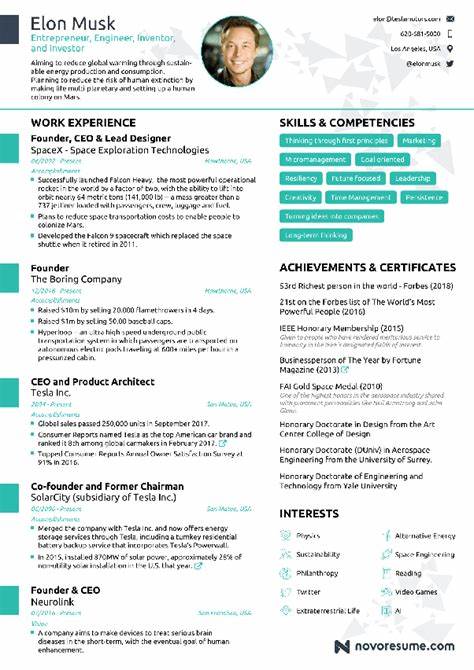 Elon Musk
Entrepreneur, Engineer, Inventor,
and Investor
Aiming to reduce global warming through sustain-
able energy production and consumption.
Planning to reduce the risk of human extinction by
making life multi planetary and setting up a human
colony on Mars.
elon@teslamotors.com
620-681-5000
Los Angeles, USA
@elonmusk
WORK EXPERIENCE
Founder, CEO & Lead Designer
SpaceX - Space Exploration Technologies
06/2002 - Present
Hawthorne, USA
Accomplishments
Successfully launched Falcon Heavy, the most powerful operational
rocket in the world by a factor of two, with the ability to lift into
orbit nearly 64 metric tons (141,000 lb) – a mass greater than
a 737 jetliner with passengers, crew, luggage and fuel.
Plans to reduce space transportation costs to enable people to
colonize Mars.
Developed the Falcon 9 spacecraft which replaced the space
shuttle when it retired in 2011.
Founder
The Boring Company
12/2016 - Present
Hawthorne, USA
Accomplishments
Raised $10m by selling 20,000 flamethrowers in 4 days.
Raised $1m by selling 50,000 hats.
Hyperloop - an ultra high speed underground public
transportation system in which passengers are transported on
autonomous electric pods traveling at 600+ miles per hour in a
pressurized cabin.
CEO and Product Architect
Tesla Inc.
2004 - Present
San Mateo, USA
Accomplishments
Global sales passed 250,000 units in September 2017.
Consumer Reports named Tesla as the top American car brand and
ranked it 8th among global carmakers in February 2017.
Topped Consumer Reports Annual Owner Satisfaction Survey
at 91% in 2016.
Co-founder and Former Chairman
SolarCity (subsidiary of Tesla Inc.)
06/2006 - Present
San Mateo, USA
Accomplishments
Merged the company with Tesla Inc. and now offers energy
storage services through Tesla, including a turnkey residential
battery backup service that incorporates Tesla's Powerwall.
In 2015, installed 870MW of solar power, approximately 28% of
non-utility solar installation in the US that year.
Founder & CEO
Neurolink
07/2016 - Present
San Francisco, USA
Accomplishments
Company aims to make devices to treat serious brain
diseases in the short-term, with the eventual goal of human
enhancement.
SKILLS & COMPETENCIES
Thinking through first principles
Marketing
Micromanagement
Goal oriented
Resiliency
Future focused
Leadership
Creativity
Time Management
Persistence
Turning ideas into companies
Long-term thinking
ACHIEVEMENTS & CERTIFICATES
53rd Richest person in the world - Forbes (2018)
21st on the Forbes list of The World's Most
Powerful People (2016)
IEEE Honorary Membership (2015)
Given to people who have rendered meritorious service to
humanity in IEEE's designated fields of interest.
Businessperson of The Year by Fortune
Magazine (2013)
FAI Gold Space Medal (2010)
One of the highest honors in the aerospace industry shared
with prominent personalities like Neil Armstrong and John
Glenn.
Honorary Doctorate in Design from the Art
Center College of Design
Honorary Doctorate (DUniv) in Aerospace
Engineering from the University of Surrey
Honorary Doctorate of Engineering and
Technology from Yale University
INTERESTS
Physics
Alternative Energy
Sustainability
Space Engineering
Philanthropy
Reading
Twitter
Video Games
Extraterrestrial Life
AI
N novoresume.com